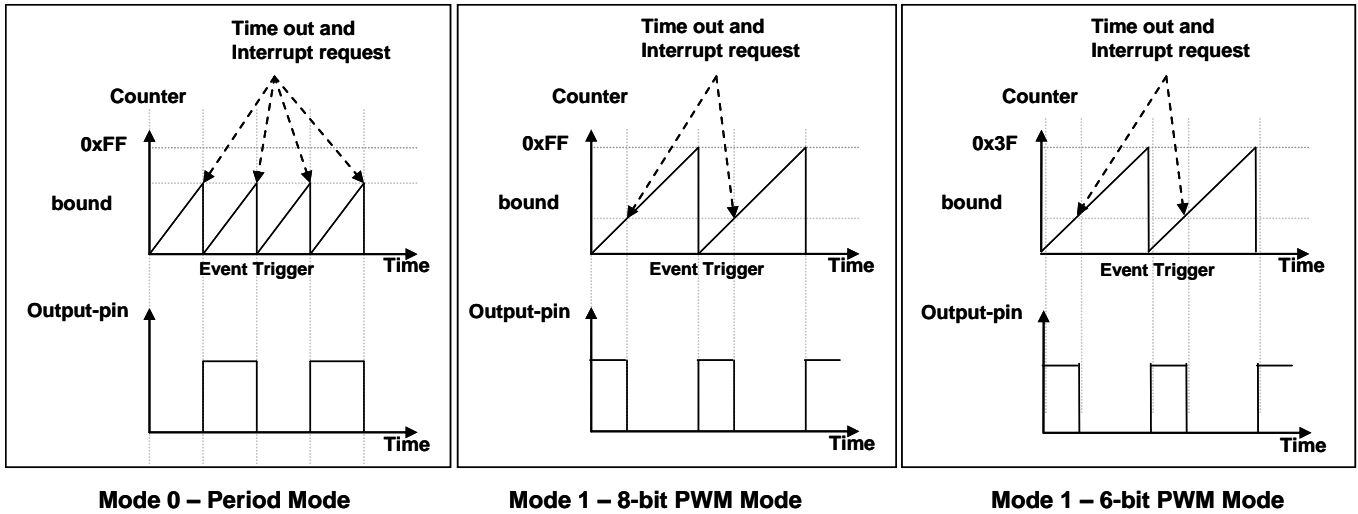 Time out and
Interrupt request
Counter
0xFF
bound
Event Trigger
Time
Output-pin
Time
Mode 0 – Period Mode
Time out and
Interrupt request
Counter
0xFF
bound
Event Trigger
Time
Output-pin
Time
Mode 1 – 8-bit PWM Mode
Time out and
Interrupt request
Counter
0x3F
bound
Event Trigger
Time
Output-pin
Time
Mode 1 – 6-bit PWM Mode